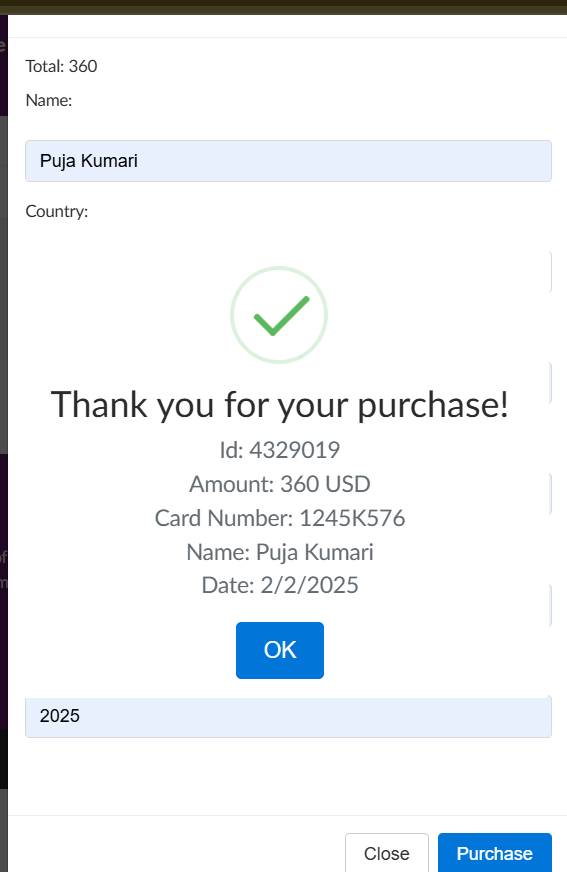 Total: 360
Name:
Puja Kumari
Country:
Thank you for your purchase!
Id: 4329019
Amount: 360 USD
Card Number: 1245K576
Name: Puja Kumari
Date: 2/2/2025
OK
2025
Close
Purchase